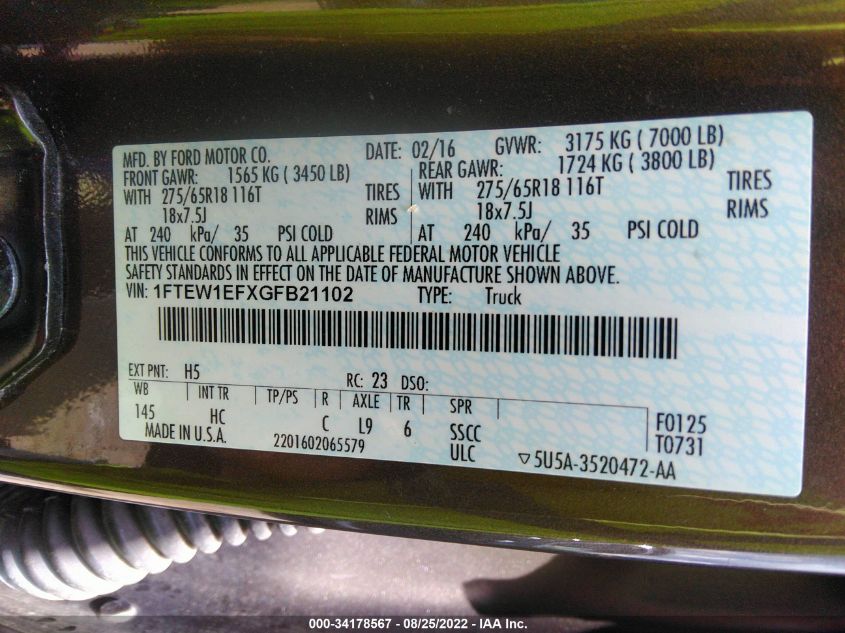 MFD. BY FORD MOTOR CO. DATE: 02/16 GVWR: 3175 KG ( 7000 LB)
FRONT GAWR: 1565 KG ( 3450 LB) REAR GAWR: 1724 KG ( 3800 LB)
WITH 275/65R18 116T TIRES WITH 275/65R18 116T TIRES
18x7.5J RIMS 18x7.5J RIMS
AT 240 kPa/ 35 PSI COLD AT 240 kPa/ 35 PSI COLD
THIS VEHICLE CONFORMS TO ALL APPLICABLE FEDERAL MOTOR VEHICLE
SAFETY STANDARDS IN EFFECT ON THE DATE OF MANUFACTURE SHOWN ABOVE.
VIN: 1FTEW1EFXGFB21102 TYPE: Truck
EXT PNT: H5 RC: 23 DSO:
WB INT TR TP/PS R AXLE TR SPR
145 HC C L9 6 SSCC F0125
MADE IN U.S.A. 2201602065579 ULC T0731
▽5U5A-3520472-AA
000-34178567 - 08/25/2022 - IAA Inc.